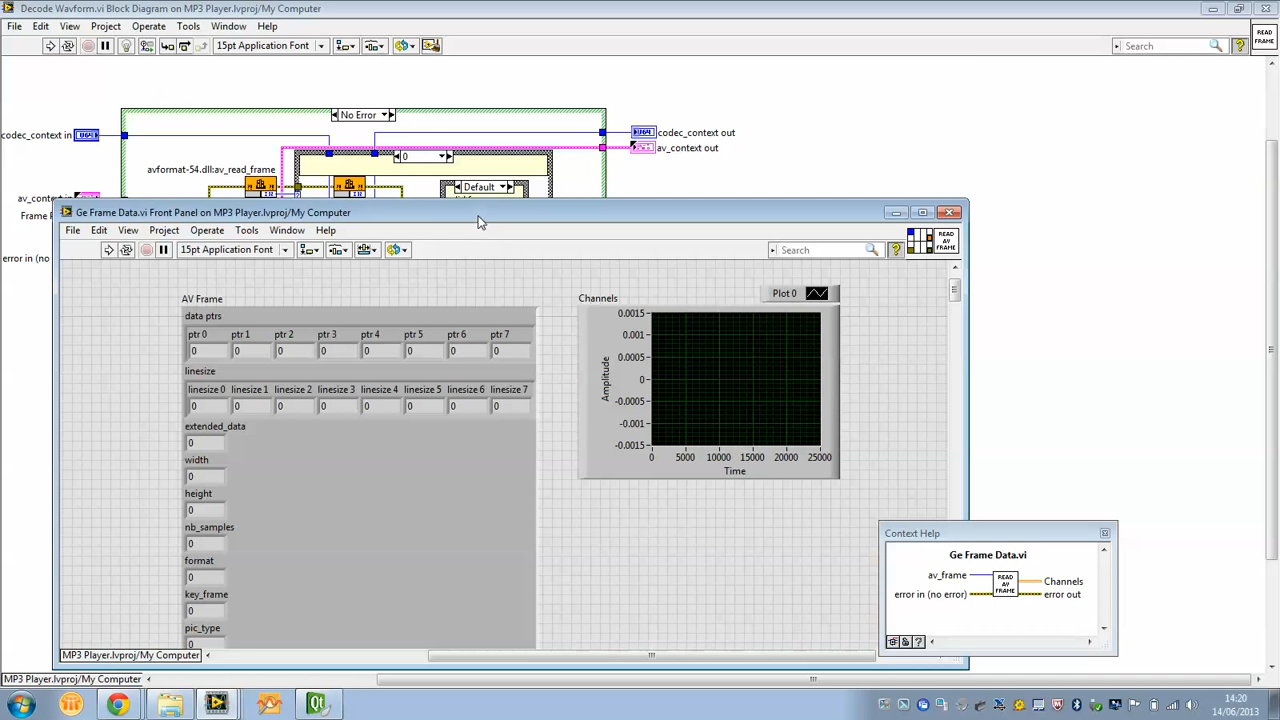 Decode Wavform.vi Block Diagram on MP3 Player.lvproj/My Computer
File Edit View Project Operate Tools Window Help
15pt Application Font
Search
READ
FRAME
No Error
codec_context in
U64
U64
codec_context out
av_context out
0
avformat-54.dll:av_read_frame
Default
av_con
Frame P
error in (no
Ge Frame Data.vi Front Panel on MP3 Player.lvproj/My Computer
File Edit View Project Operate Tools Window Help
15pt Application Font
Search
READ
AV
FRAME
AV Frame
data ptrs
ptr 0 ptr 1 ptr 2 ptr 3 ptr 4 ptr 5 ptr 6 ptr 7
0 0 0 0 0 0 0 0
linesize
linesize 0 linesize 1 linesize 2 linesize 3 linesize 4 linesize 5 linesize 6 linesize 7
0 0 0 0 0 0 0 0
extended_data
0
width
0
height
0
nb_samples
0
format
0
key_frame
0
pic_type
0
Channels
Plot 0
0.0015
0.001
0.0005
0
-0.0005
-0.001
-0.0015
Amplitude
0 5000 10000 15000 20000 25000
Time
Context Help
Ge Frame Data.vi
av_frame
error in (no error)
READ
AV
FRAME
Channels
error out
MP3 Player.lvproj/My Computer
MP3 Player.lvproj/My Computer
14:20
14/06/2013